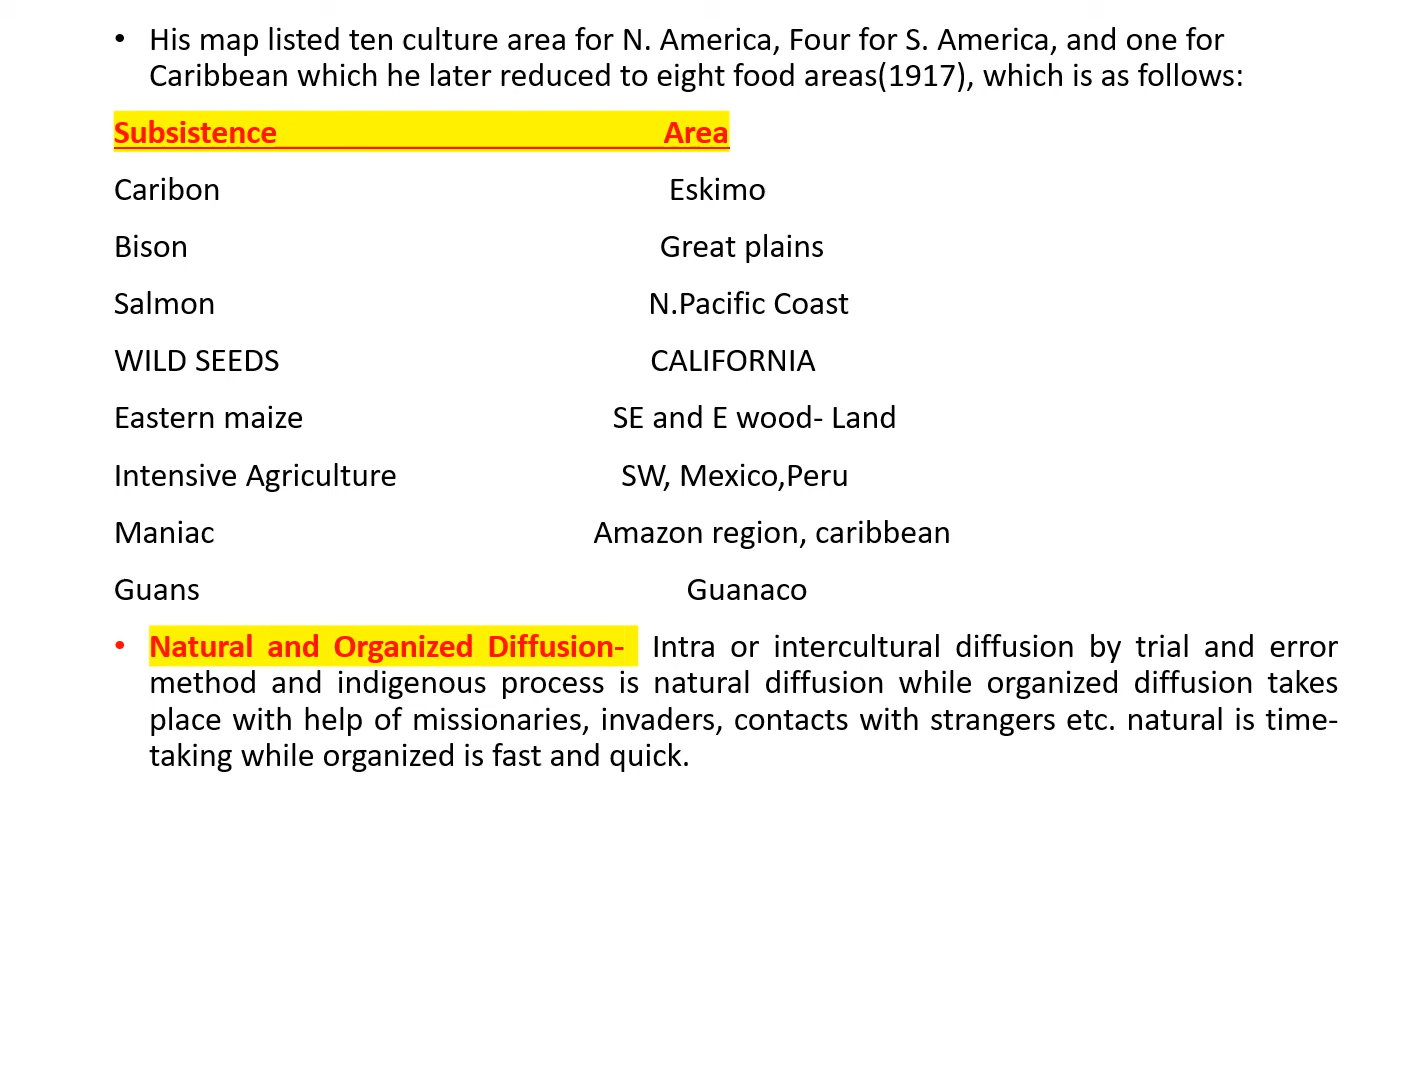 • His map listed ten culture area for N. America, Four for S. America, and one for
Caribbean which he later reduced to eight food areas(1917), which is as follows:
Subsistence Area
Caribon Eskimo
Bison Great plains
Salmon N.Pacific Coast
WILD SEEDS CALIFORNIA
Eastern maize SE and E wood- Land
Intensive Agriculture SW, Mexico,Peru
Maniac Amazon region, caribbean
Guans Guanaco
• Natural and Organized Diffusion- Intra or intercultural diffusion by trial and error
method and indigenous process is natural diffusion while organized diffusion takes
place with help of missionaries, invaders, contacts with strangers etc. natural is time-
taking while organized is fast and quick.